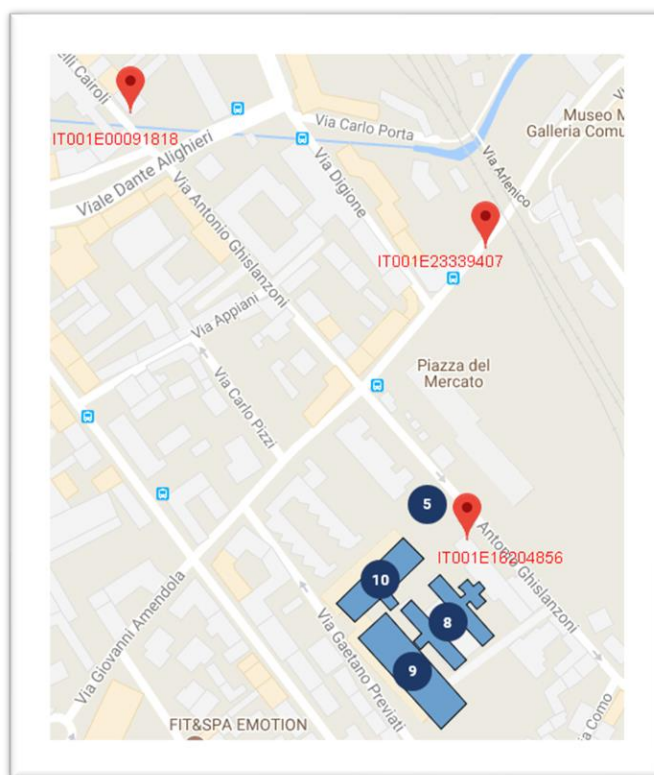 elli Cairoli
IT001E00091818
Viale Dante Alighieri
Via Carlo Porta
Museo M
Galleria Comu
Via Arlenico
Via Digione
Via Antonio Ghislanzoni
IT001E23339407
Via Appiani
Piazza del
Mercato
Via Carlo Pizzi
5
Antonio Ghislanzoni
IT001E16204856
10
8
9
Via Giovanni Amendola
Via Gaetano Previati
FIT&SPA EMOTION
ia Como